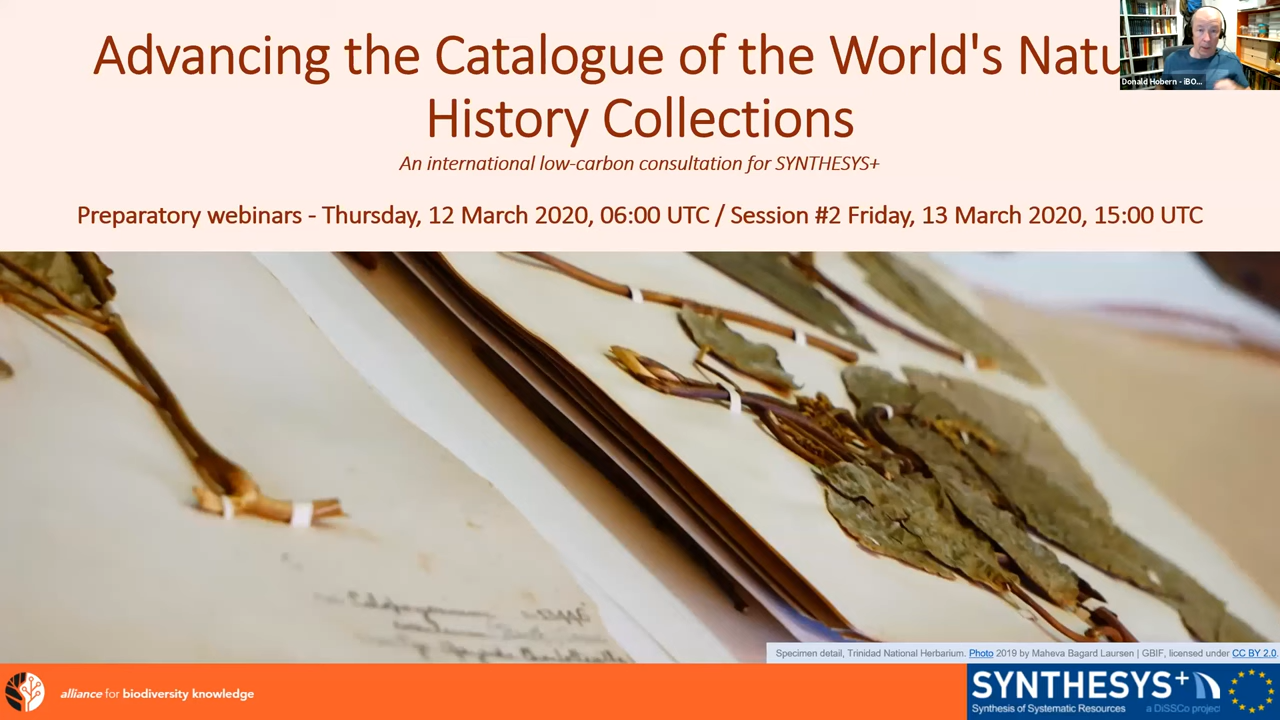 Advancing the Catalogue of the World's Natu
History Collections
An international low-carbon consultation for SYNTHESYS+
Preparatory webinars - Thursday, 12 March 2020, 06:00 UTC / Session #2 Friday, 13 March 2020, 15:00 UTC
Donald Hobern - iBO...
Specimen detail, Trinidad National Herbarium. Photo 2019 by Maheva Bagard Laursen | GBIF, licensed under CC BY 2.0.
alliance for biodiversity knowledge
SYNTHESYS+
Synthesis of Systematic Resources a DiSSCo project